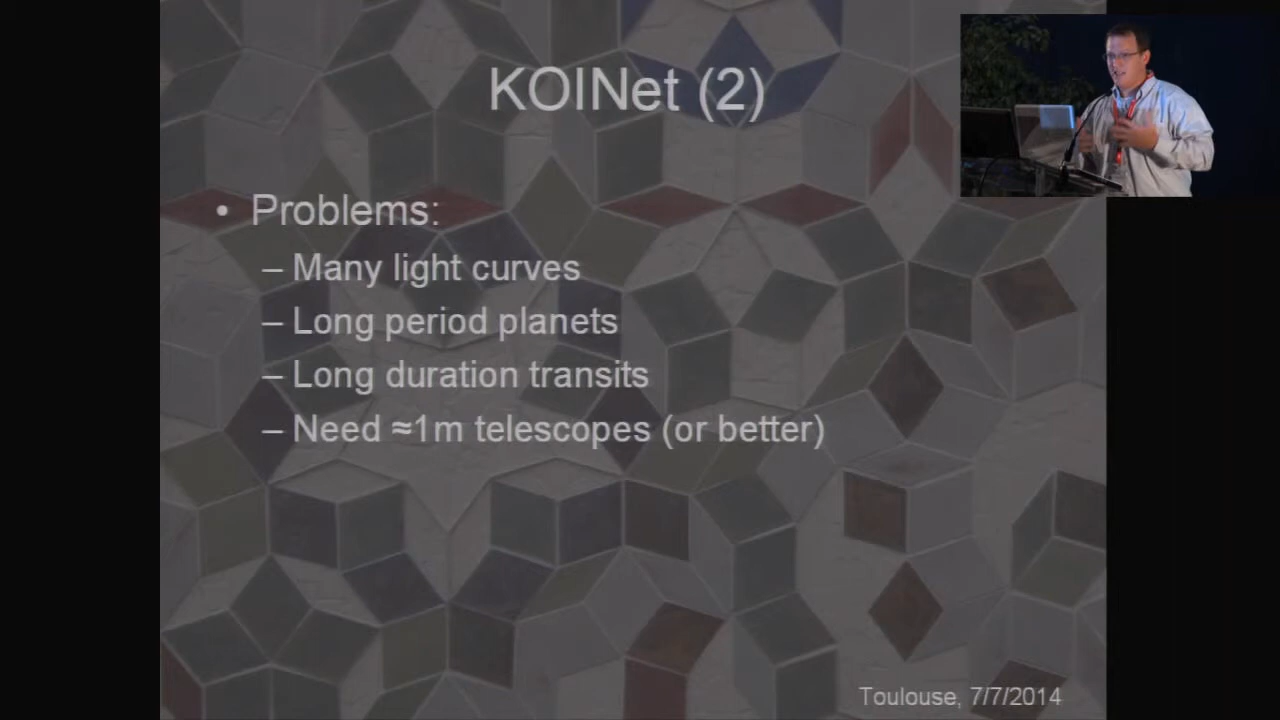 KOINet (2)
• Problems:
– Many light curves
– Long period planets
– Long duration transits
– Need ≈1m telescopes (or better)
Toulouse, 7/7/2014